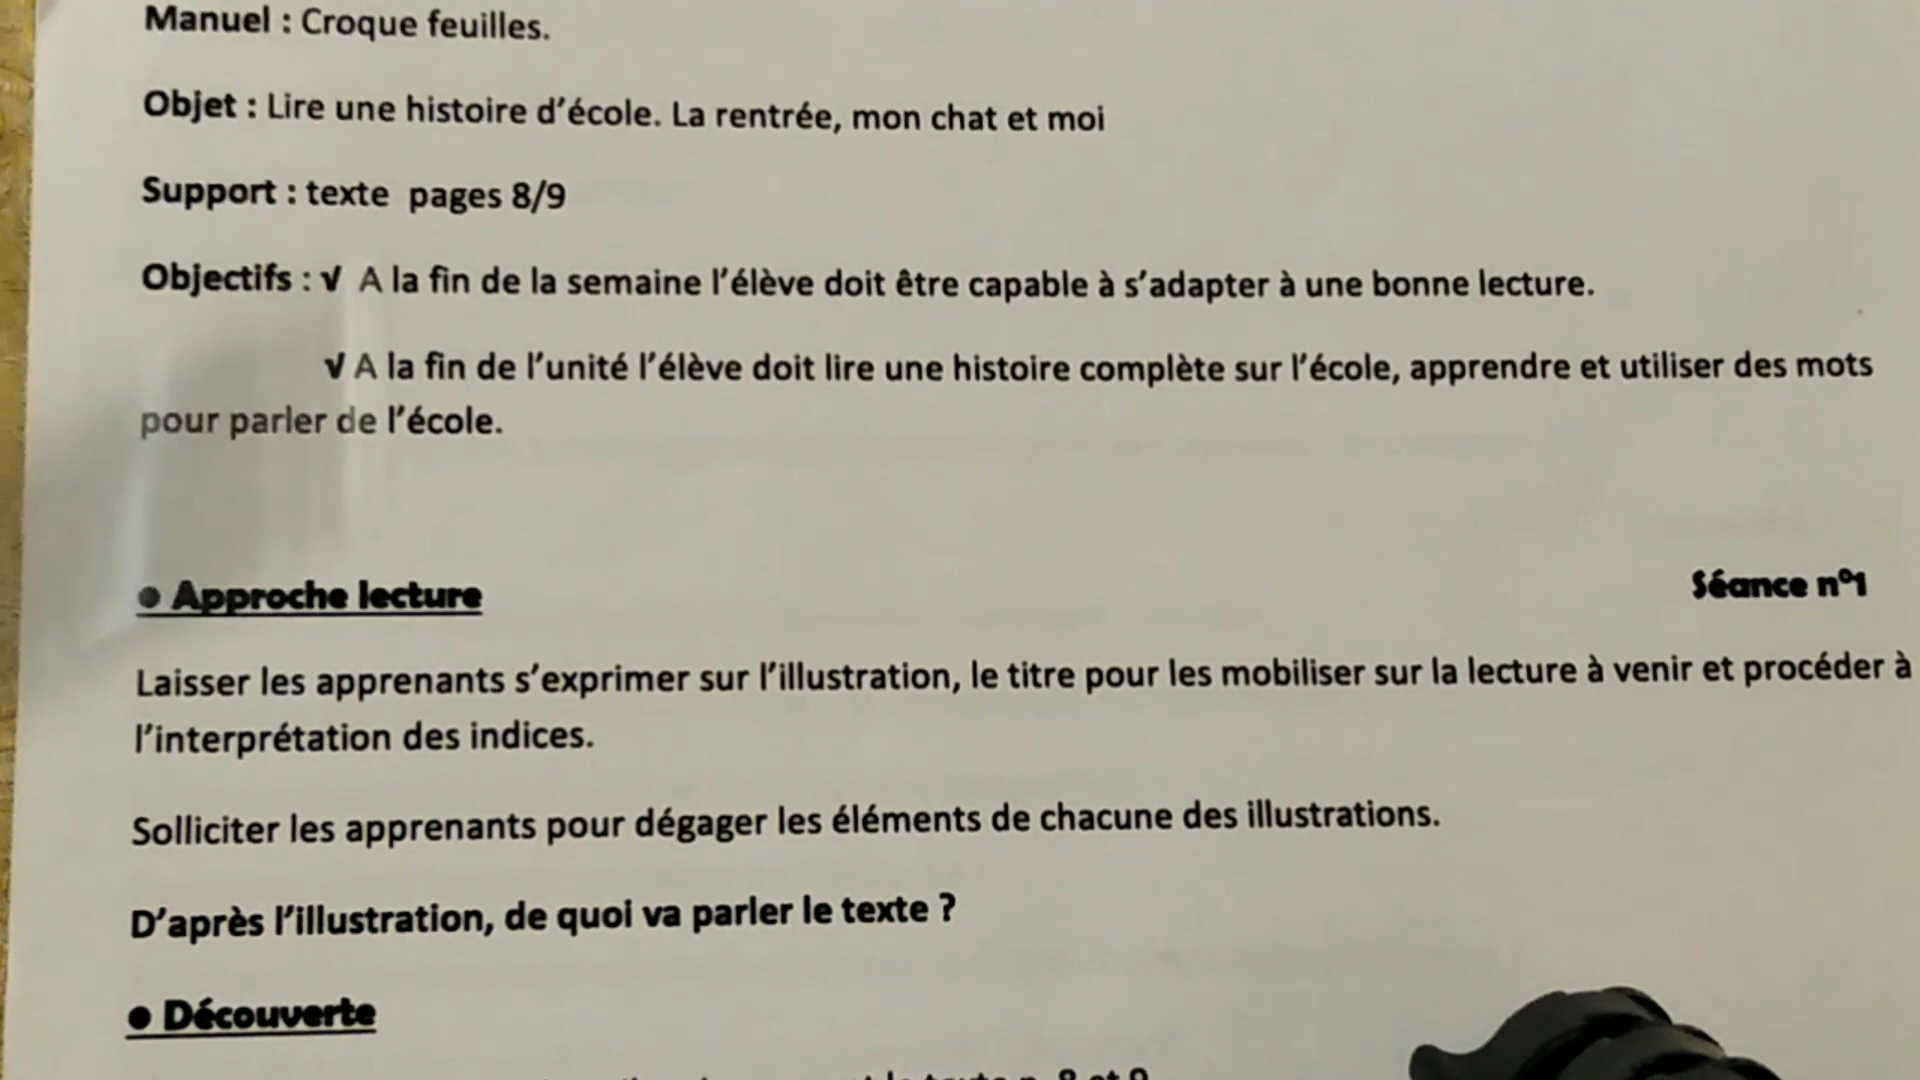 Manuel : Croque feuilles.
Objet : Lire une histoire d'école. La rentrée, mon chat et moi
Support : texte pages 8/9
Objectifs : √ A la fin de la semaine l'élève doit être capable à s'adapter à une bonne lecture.
√ A la fin de l'unité l'élève doit lire une histoire complète sur l'école, apprendre et utiliser des mots
pour parler de l'école.
● Approche lecture
Séance n°1
Laisser les apprenants s'exprimer sur l'illustration, le titre pour les mobiliser sur la lecture à venir et procéder à
l'interprétation des indices.
Solliciter les apprenants pour dégager les éléments de chacune des illustrations.
D'après l'illustration, de quoi va parler le texte ?
● Découverte
le texte p. 8 et 9